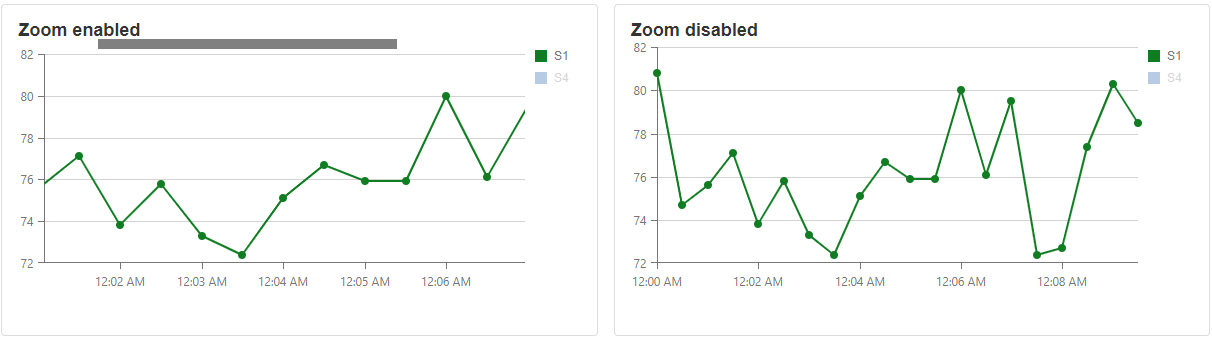 Zoom enabled
82
80
78
76
74
72
12:02 AM 12:03 AM 12:04 AM 12:05 AM 12:06 AM
S1
S4
Zoom disabled
82
80
78
76
74
72
12:00 AM 12:02 AM 12:04 AM 12:06 AM 12:08 AM
S1
S4